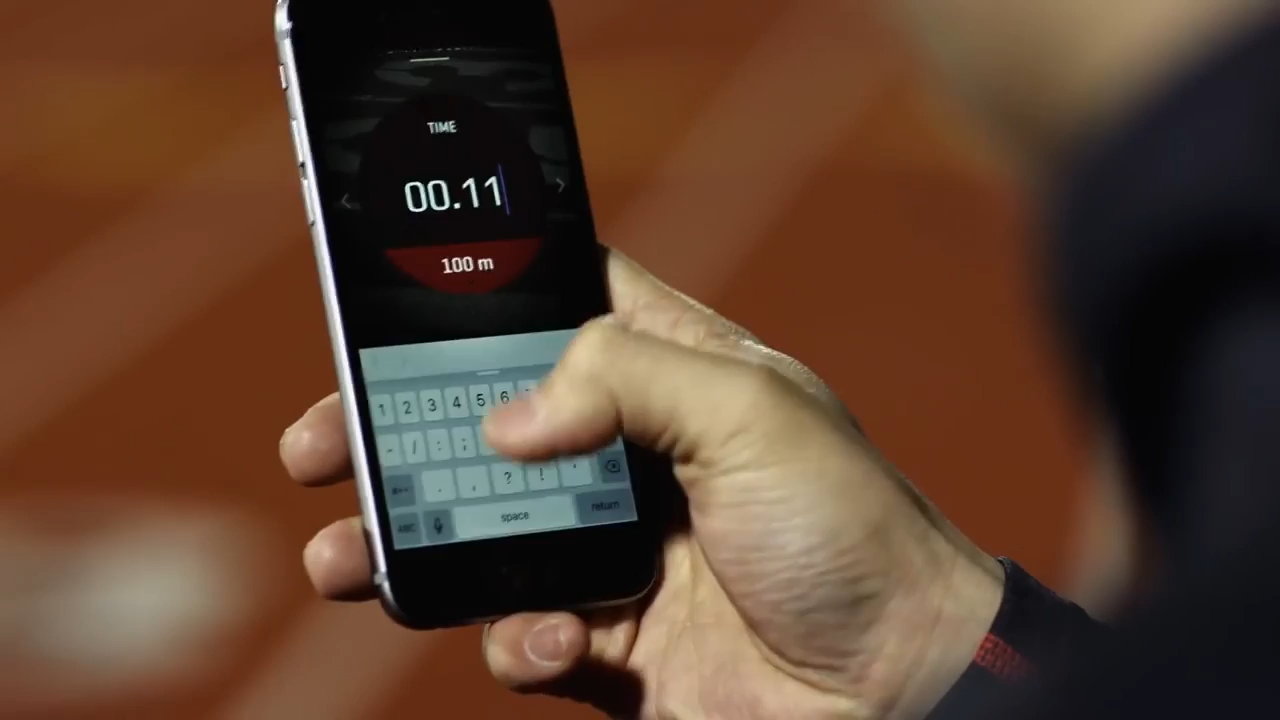 TIME
00.11
100 m
1 2 3 4 5 6
- / : ;
. , ? ! '
ABC space return